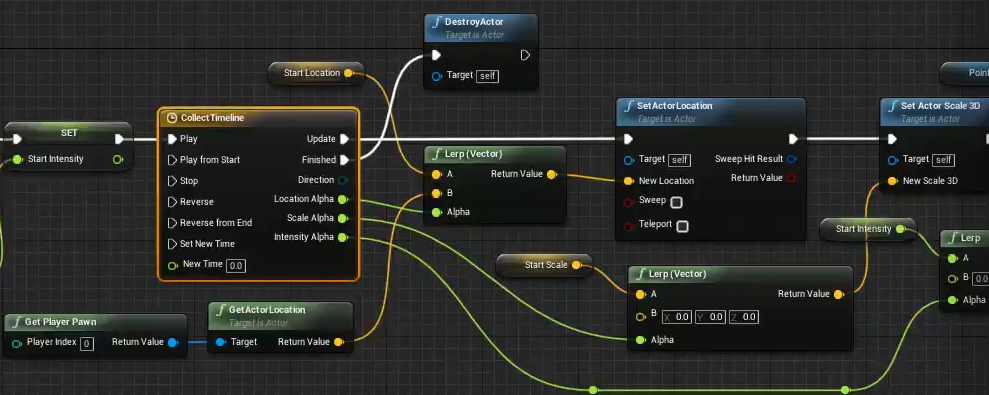 DestroyActor
Target is Actor
Target self
Start Location
SET
Start Intensity
CollectTimeline
Play
Update
Play from Start
Finished
Stop
Direction
Reverse
Location Alpha
Reverse from End
Scale Alpha
Set New Time
Intensity Alpha
New Time 0.0
Lerp (Vector)
A
Return Value
B
Alpha
SetActorLocation
Target is Actor
Target self
Sweep Hit Result
New Location
Return Value
Sweep
Teleport
Point
Set Actor Scale 3D
Target is Actor
Target self
New Scale 3D
Start Intensity
Lerp
A
B 0.0
Alpha
Start Scale
Lerp (Vector)
A
Return Value
B X 0.0 Y 0.0 Z 0.0
Alpha
Get Player Pawn
Player Index 0
Return Value
GetActorLocation
Target is Actor
Target
Return Value